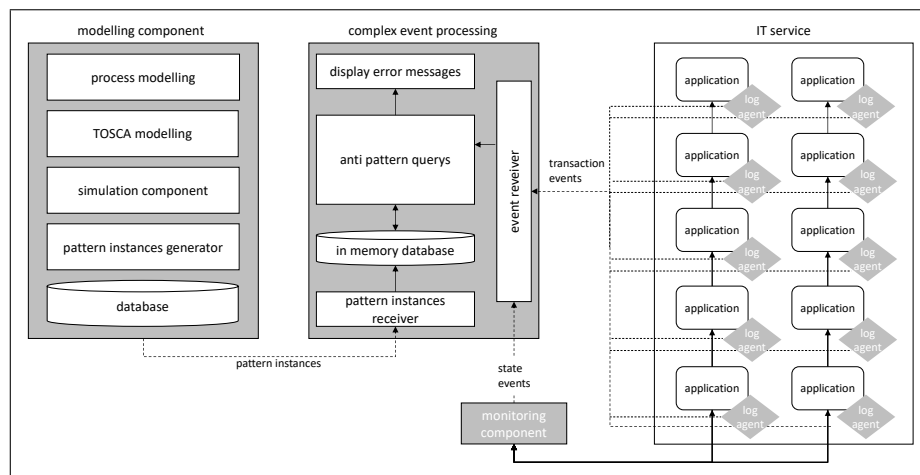 modelling component
process modelling
TOSCA modelling
simulation component
pattern instances generator
database
pattern instances
complex event processing
display error messages
anti pattern querys
in memory database
pattern instances
receiver
event reveiver
transaction
events
state
events
monitoring
component
IT service
application
log
agent
application
log
agent
application
log
agent
application
log
agent
application
log
agent
application
log
agent
application
log
agent
application
log
agent
application
log
agent
application
log
agent